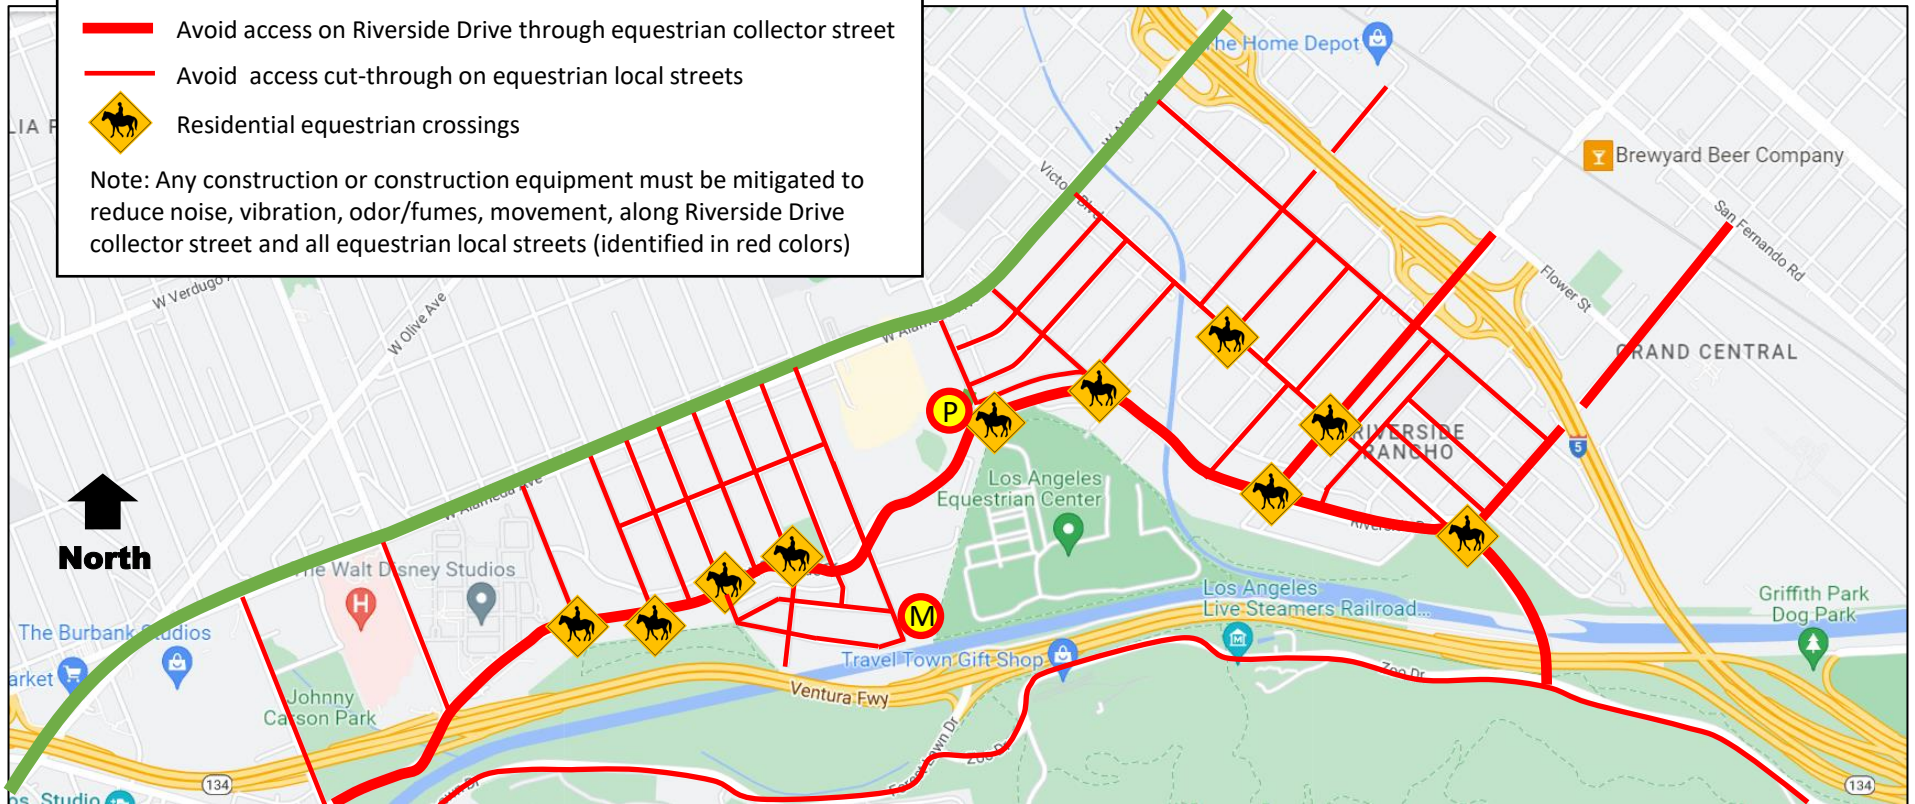 Avoid access on Riverside Drive through equestrian collector street
Avoid access cut-through on equestrian local streets
Residential equestrian crossings
Note: Any construction or construction equipment must be mitigated to
reduce noise, vibration, odor/fumes, movement, along Riverside Drive
collector street and all equestrian local streets (identified in red colors)
The Home Depot
Brewyard Beer Company
San Fernando Rd
Flower St
GRAND CENTRAL
W Verdugo
W Olive Ave
W Alameda Ave
5
P
RIVERSIDE
RANCHO
Los Angeles
Equestrian Center
North
The Walt Disney Studios
H
The Burbank Studios
Johnny
Carson Park
M
Los Angeles
Live Steamers Railroad...
Griffith Park
Dog Park
Travel Town Gift Shop
Ventura Fwy
Zoo Dr
Zoo Dr
134
134